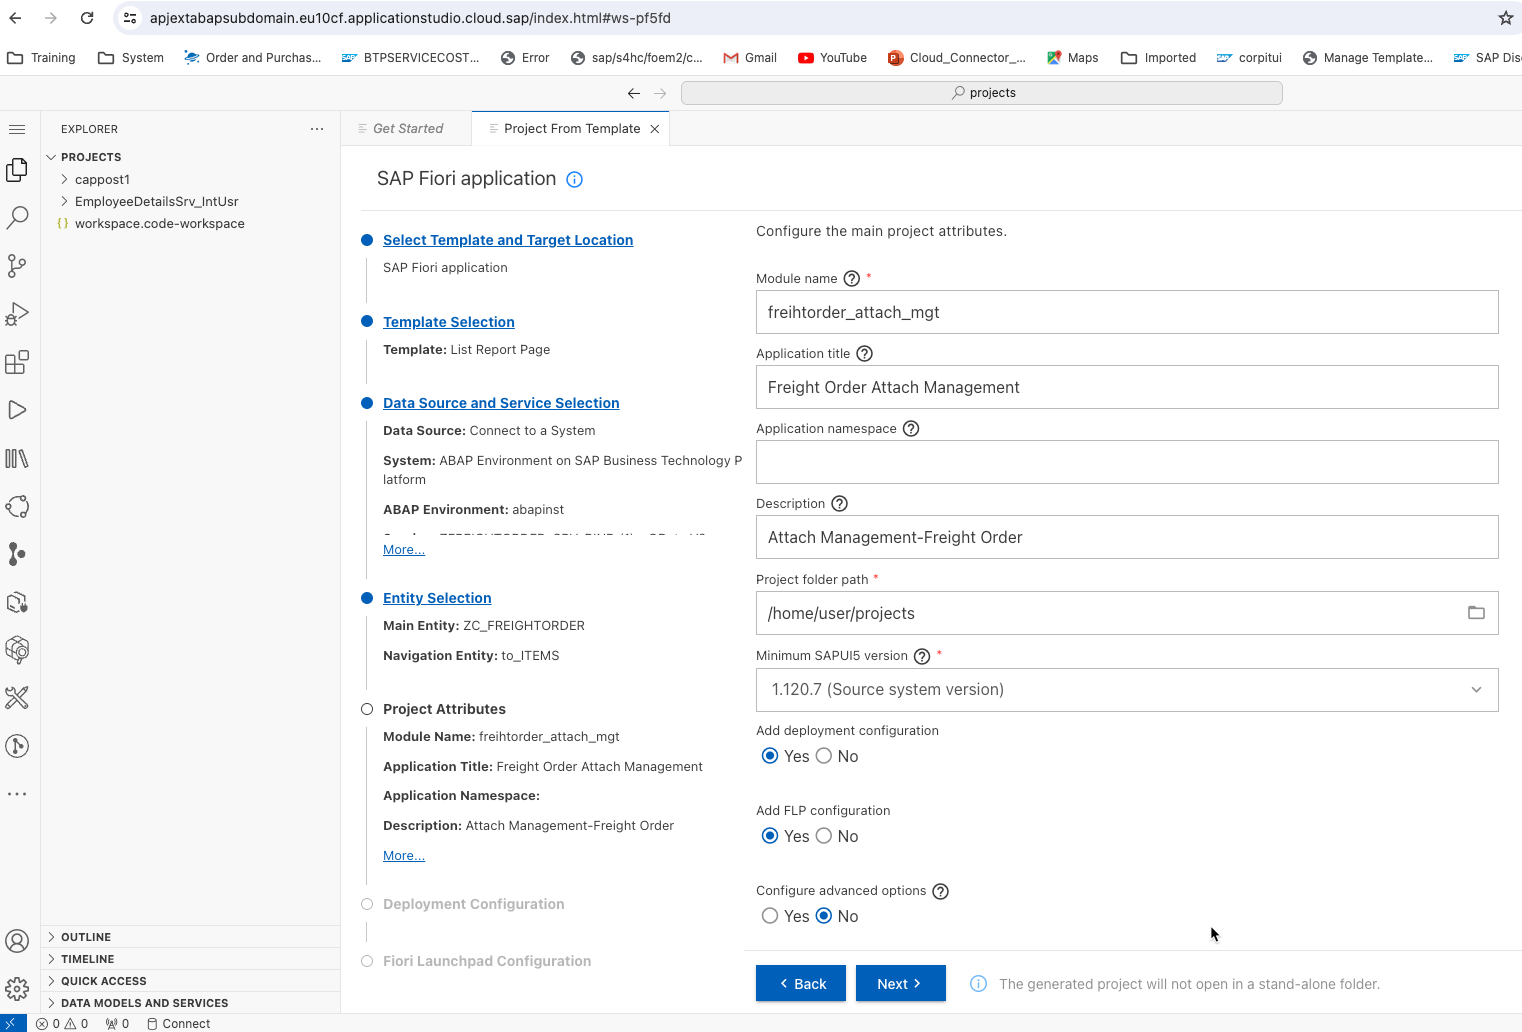 apjextabapsubdomain.eu10cf.applicationstudio.cloud.sap/index.html#ws-pf5fd
Training
System
Order and Purchas...
BTPSERVICECOST...
Error
sap/s4hc/foem2/c...
Gmail
YouTube
Cloud_Connector_...
Maps
Imported
corpitui
Manage Template...
SAP Dis
projects
EXPLORER
PROJECTS
cappost1
EmployeeDetailsSrv_IntUsr
workspace.code-workspace
OUTLINE
TIMELINE
QUICK ACCESS
DATA MODELS AND SERVICES
Get Started
Project From Template
SAP Fiori application
Select Template and Target Location
SAP Fiori application
Template Selection
Template: List Report Page
Data Source and Service Selection
Data Source: Connect to a System
System: ABAP Environment on SAP Business Technology P
latform
ABAP Environment: abapinst
More...
Entity Selection
Main Entity: ZC_FREIGHTORDER
Navigation Entity: to_ITEMS
Project Attributes
Module Name: freihtorder_attach_mgt
Application Title: Freight Order Attach Management
Application Namespace:
Description: Attach Management-Freight Order
More...
Deployment Configuration
Fiori Launchpad Configuration
Configure the main project attributes.
Module name *
freihtorder_attach_mgt
Application title
Freight Order Attach Management
Application namespace
Description
Attach Management-Freight Order
Project folder path *
/home/user/projects
Minimum SAPUI5 version *
1.120.7 (Source system version)
Add deployment configuration
Yes No
Add FLP configuration
Yes No
Configure advanced options
Yes No
Back
Next
The generated project will not open in a stand-alone folder.
0 0 0 Connect